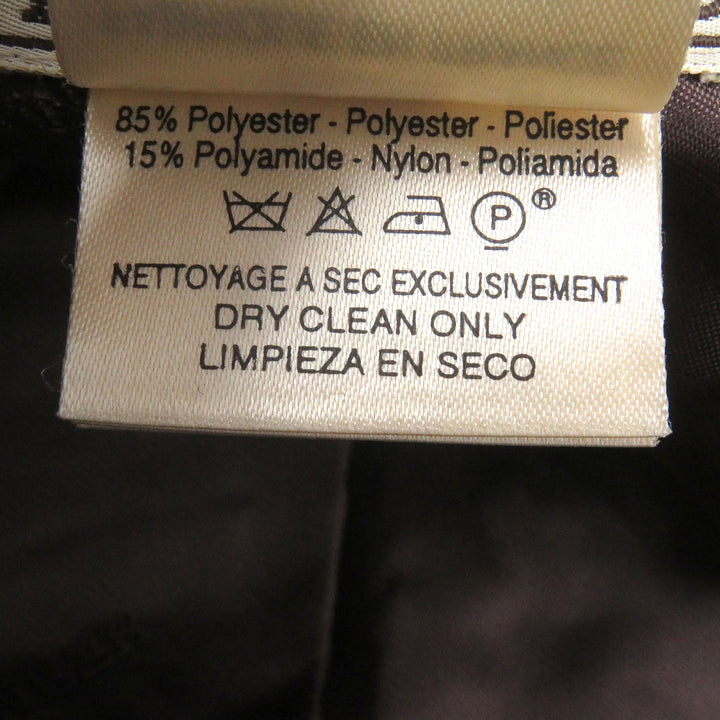 85% Polyester - Polyester - Poliester
15% Polyamide - Nylon - Poliamida
P ®
NETTOYAGE A SEC EXCLUSIVEMENT
DRY CLEAN ONLY
LIMPIEZA EN SECO